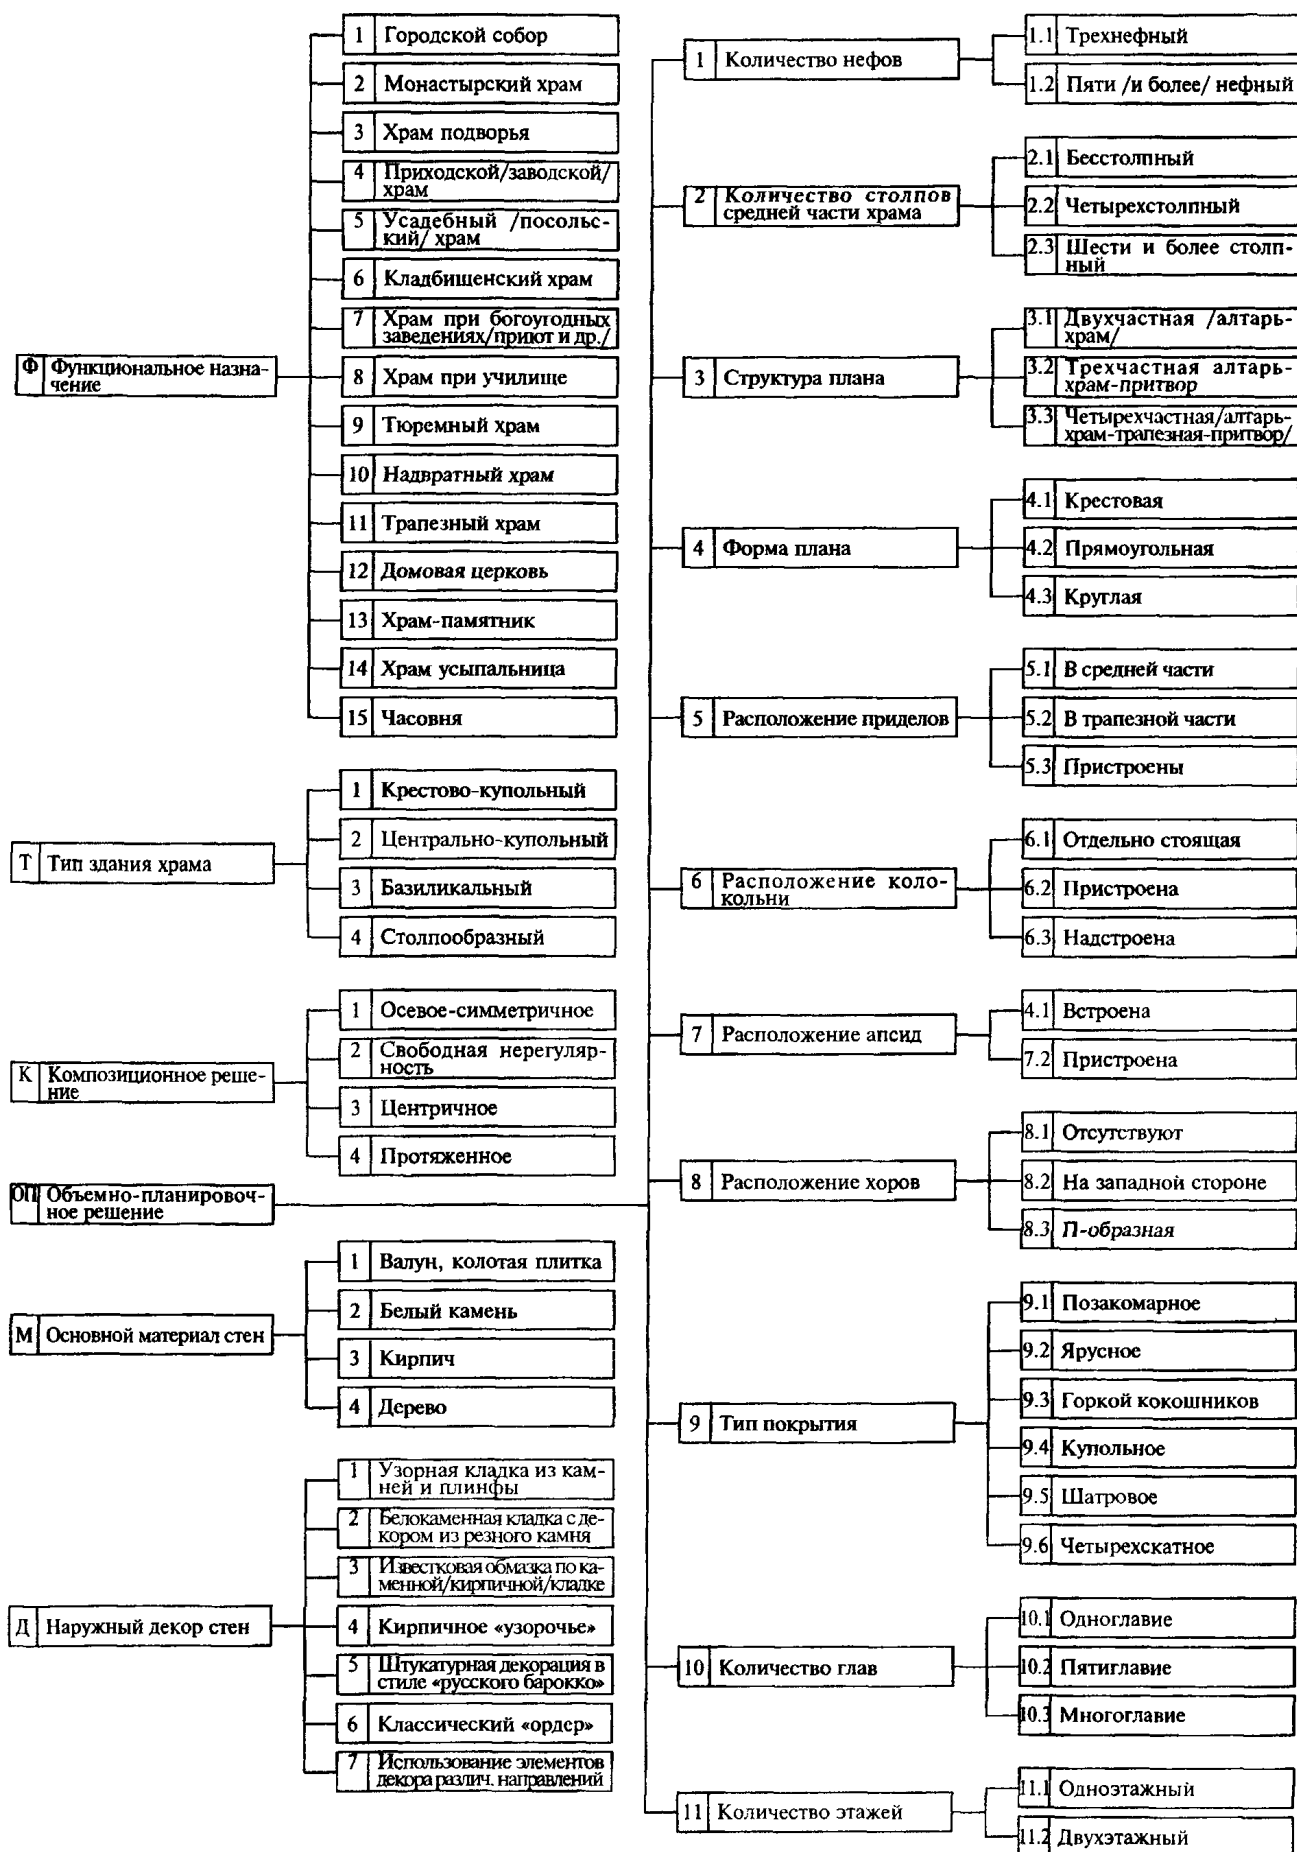 Ф Функциональное назна-
чение
1 Городской собор
2 Монастырский храм
3 Храм подворья
4 Приходской/заводской/
храм
5 Усадебный /посольс-
кий/ храм
6 Кладбищенский храм
7 Храм при богоугодных
заведениях/приют и др./
8 Храм при училище
9 Тюремный храм
10 Надвратный храм
11 Трапезный храм
12 Домовая церковь
13 Храм-памятник
14 Храм усыпальница
15 Часовня
Т Тип здания храма
1 Крестово-купольный
2 Центрально-купольный
3 Базиликальный
4 Столпообразный
К Композиционное реше-
ние
1 Осевое-симметричное
2 Свободная нерегуляр-
ность
3 Центричное
4 Протяженное
ОП Объемно-планировоч-
ное решение
М Основной материал стен
1 Валун, колотая плитка
2 Белый камень
3 Кирпич
4 Дерево
Д Наружный декор стен
1 Узорная кладка из кам-
ней и плинфы
2 Белокаменная кладка с де-
кором из резного камня
3 Известковая обмазка по ка-
менной/кирпичной/кладке
4 Кирпичное «узорочье»
5 Штукатурная декорация в
стиле «русского барокко»
6 Классический «ордер»
7 Использование элементов
декора различ. направлений
1 Количество нефов
1.1 Трехнефный
1.2 Пяти /и более/ нефный
2 Количество столпов
средней части храма
2.1 Бесстолпный
2.2 Четырехстолпный
2.3 Шести и более столп-
ный
3 Структура плана
3.1 Двухчастная /алтарь-
храм/
3.2 Трехчастная алтарь-
храм-притвор
3.3 Четырехчастная/алтарь-
храм-трапезная-притвор/
4 Форма плана
4.1 Крестовая
4.2 Прямоугольная
4.3 Круглая
5 Расположение приделов
5.1 В средней части
5.2 В трапезной части
5.3 Пристроены
6 Расположение коло-
кольни
6.1 Отдельно стоящая
6.2 Пристроена
6.3 Надстроена
7 Расположение апсид
4.1 Встроена
7.2 Пристроена
8 Расположение хоров
8.1 Отсутствуют
8.2 На западной стороне
8.3 П-образная
9 Тип покрытия
9.1 Позакомарное
9.2 Ярусное
9.3 Горкой кокошников
9.4 Купольное
9.5 Шатровое
9.6 Четырехскатное
10 Количество глав
10.1 Одноглавие
10.2 Пятиглавие
10.3 Многоглавие
11 Количество этажей
11.1 Одноэтажный
11.2 Двухэтажный